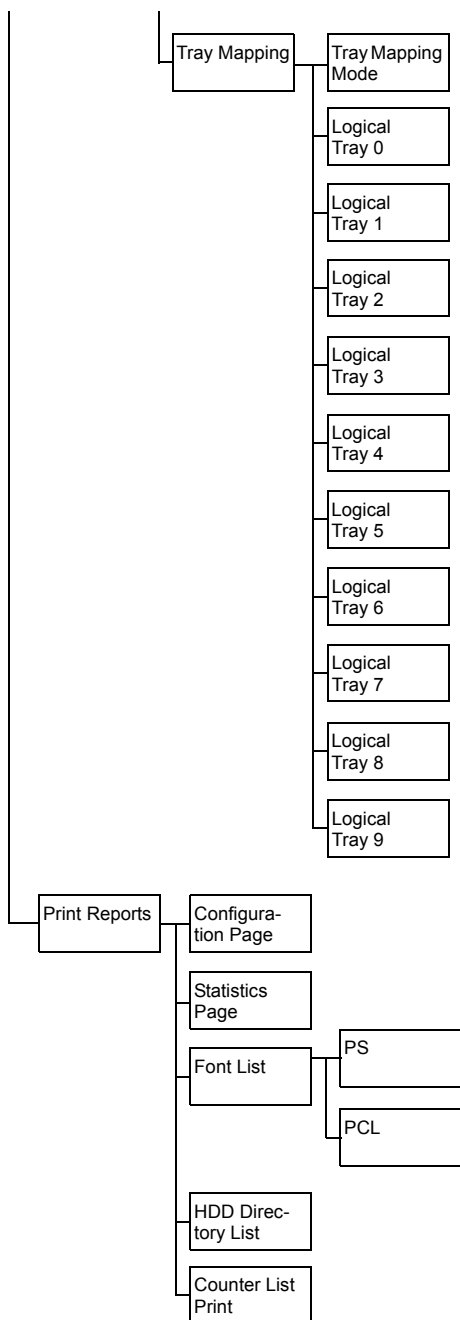 Tray Mapping
Tray Mapping
Mode
Logical
Tray 0
Logical
Tray 1
Logical
Tray 2
Logical
Tray 3
Logical
Tray 4
Logical
Tray 5
Logical
Tray 6
Logical
Tray 7
Logical
Tray 8
Logical
Tray 9
Print Reports
Configura-
tion Page
Statistics
Page
Font List
PS
PCL
HDD Direc-
tory List
Counter List
Print